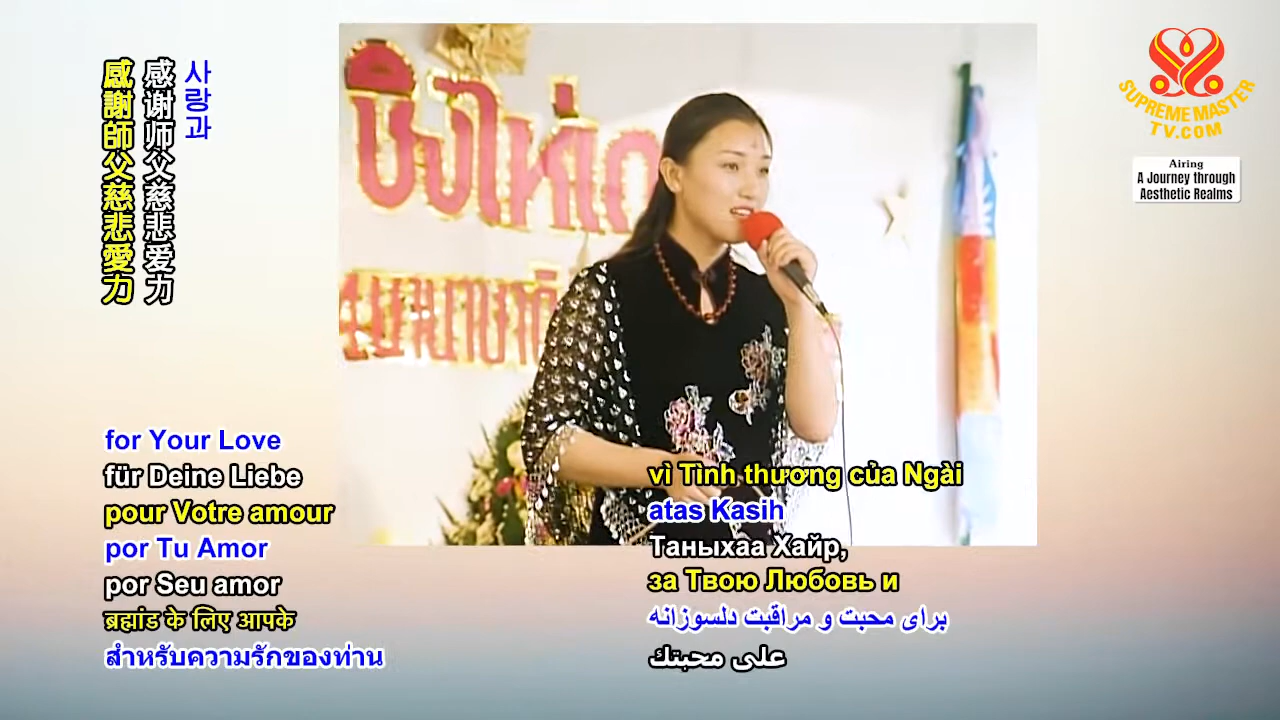 사랑과
感谢师父慈悲爱力
感謝師父慈悲愛力
SUPREME MASTER
TV.COM
Airing
A Journey through
Aesthetic Realms
for Your Love
für Deine Liebe
pour Votre amour
por Tu Amor
por Seu amor
ब्रह्मांड के लिए आपके
สำหรับความรักของท่าน
vì Tình thương của Ngài
atas Kasih
Таныхаа Хайр,
за Твою Любовь и
برای محبت و مراقبت دلسوزانه
على محبتك